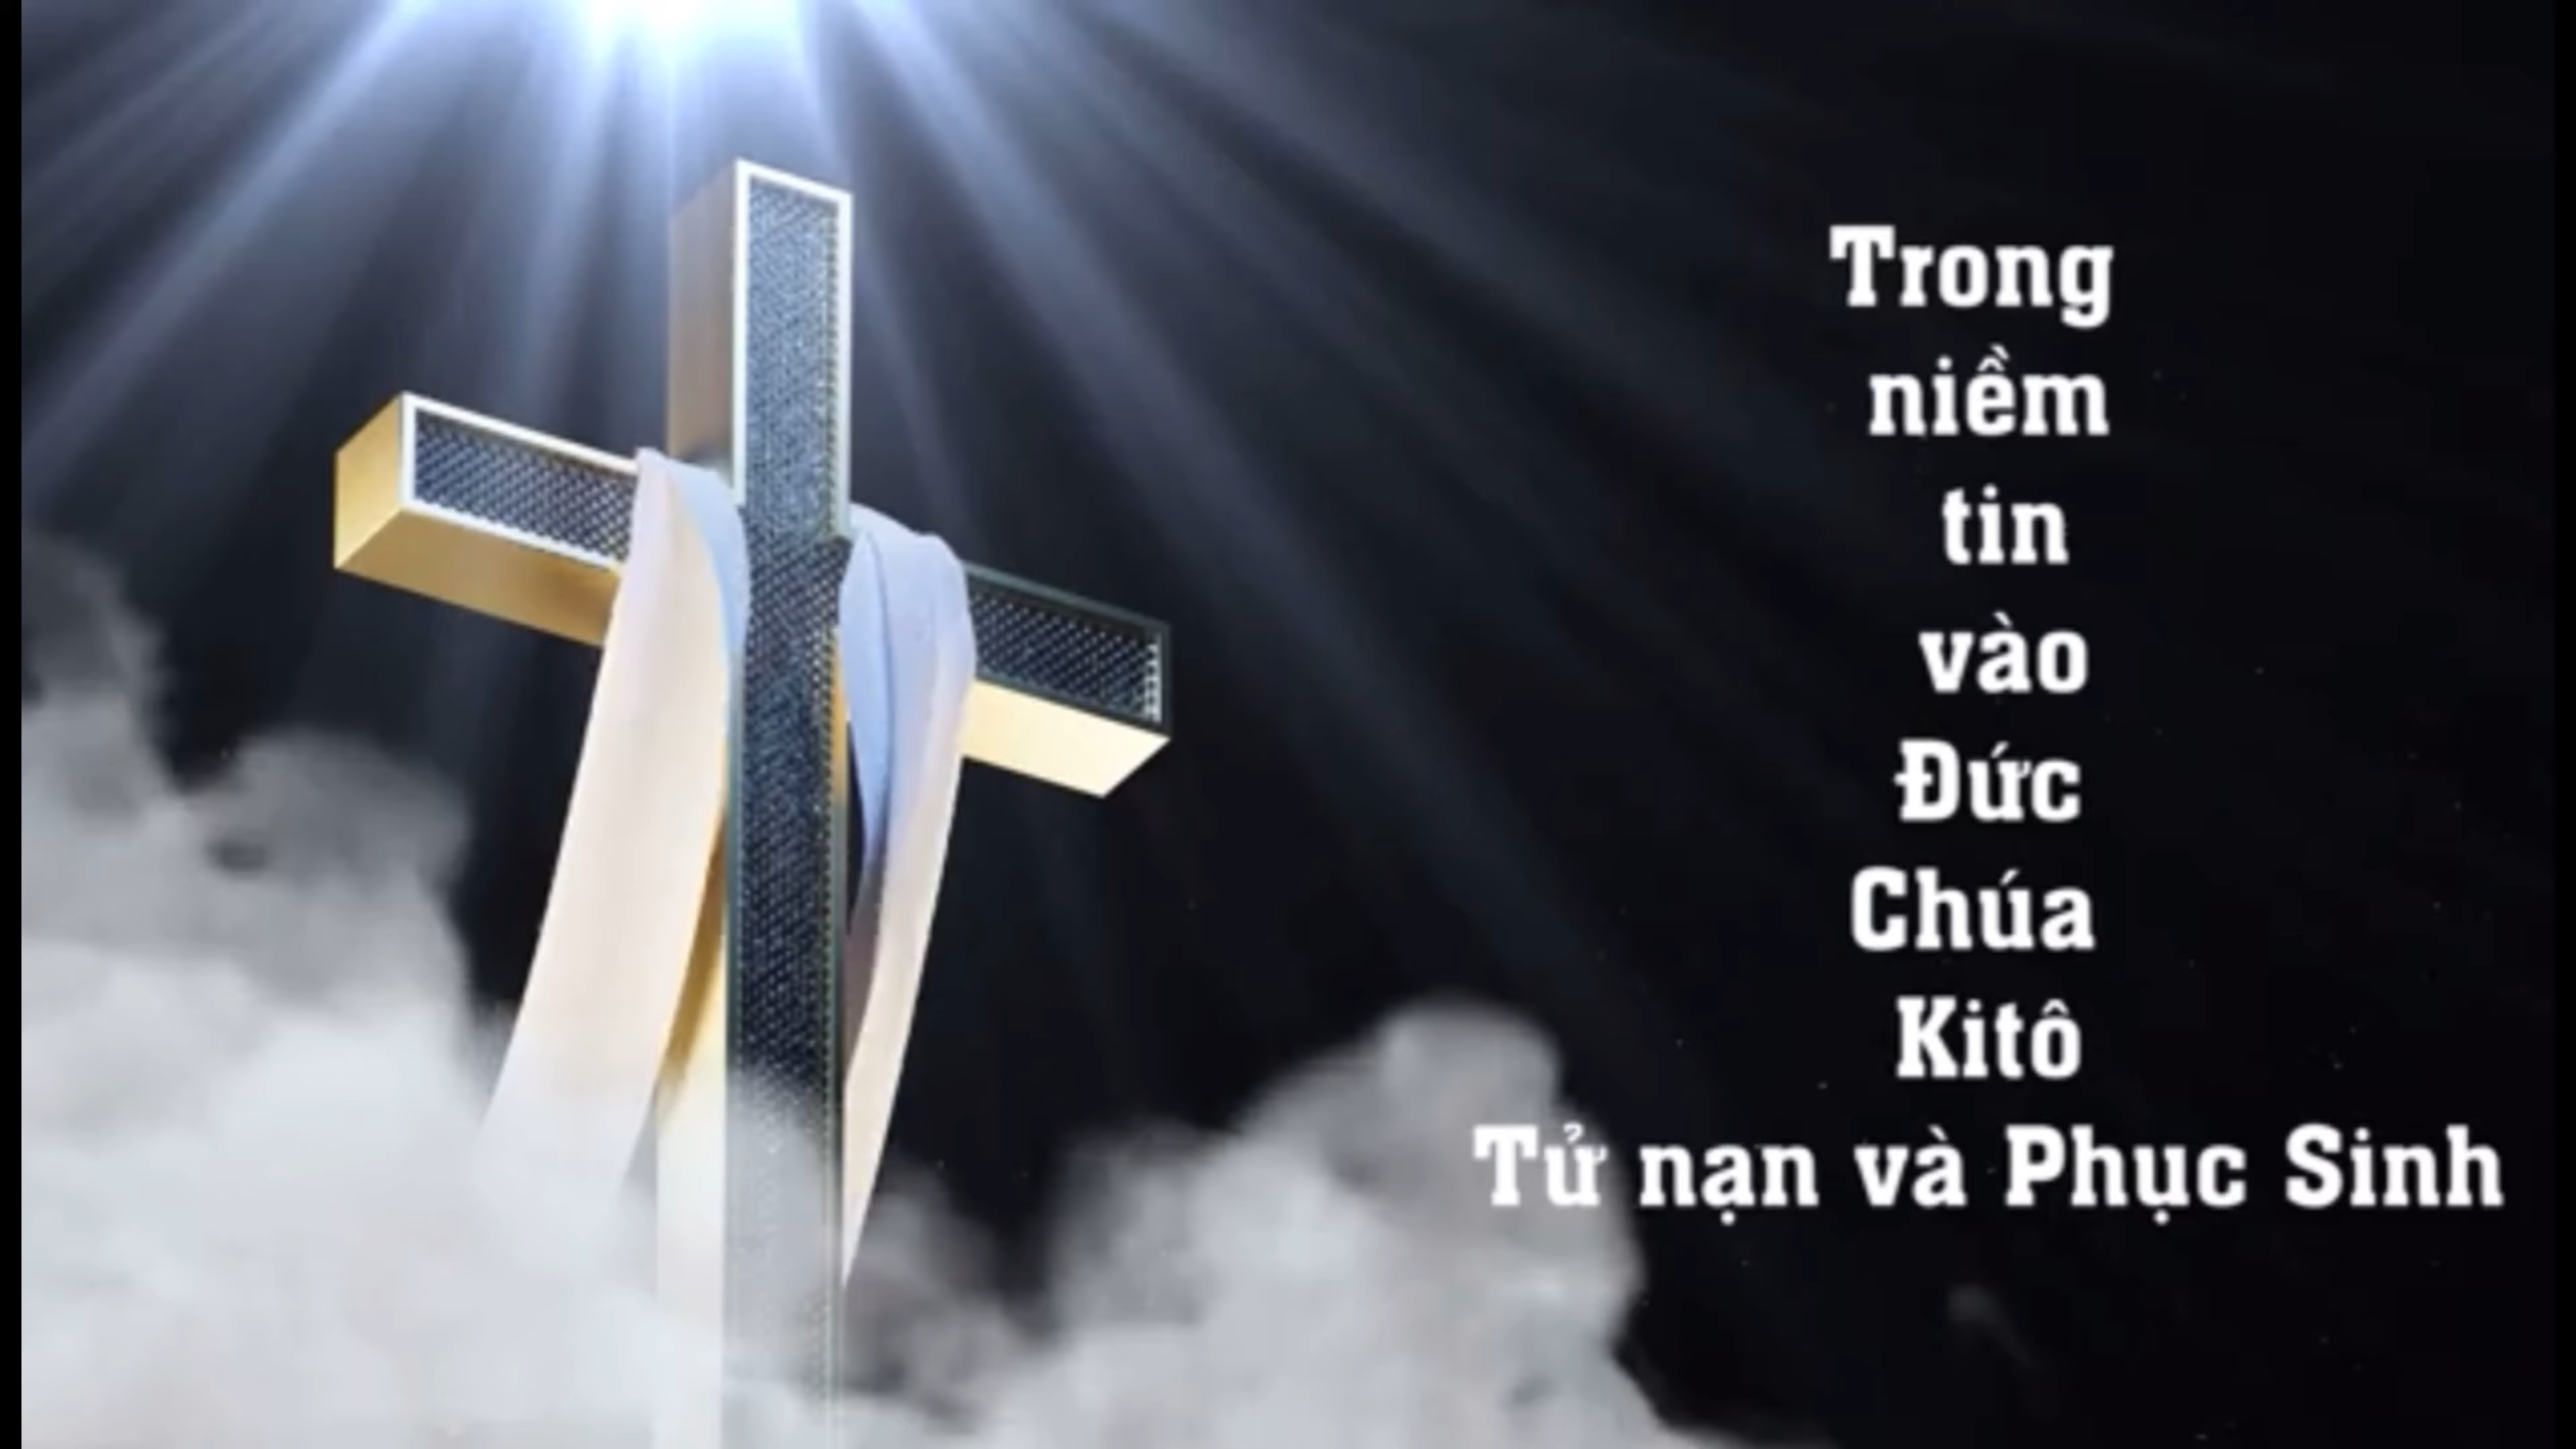 Trong
niềm
tin
vào
Đức
Chúa
Kitô
Tử nạn và Phục Sinh